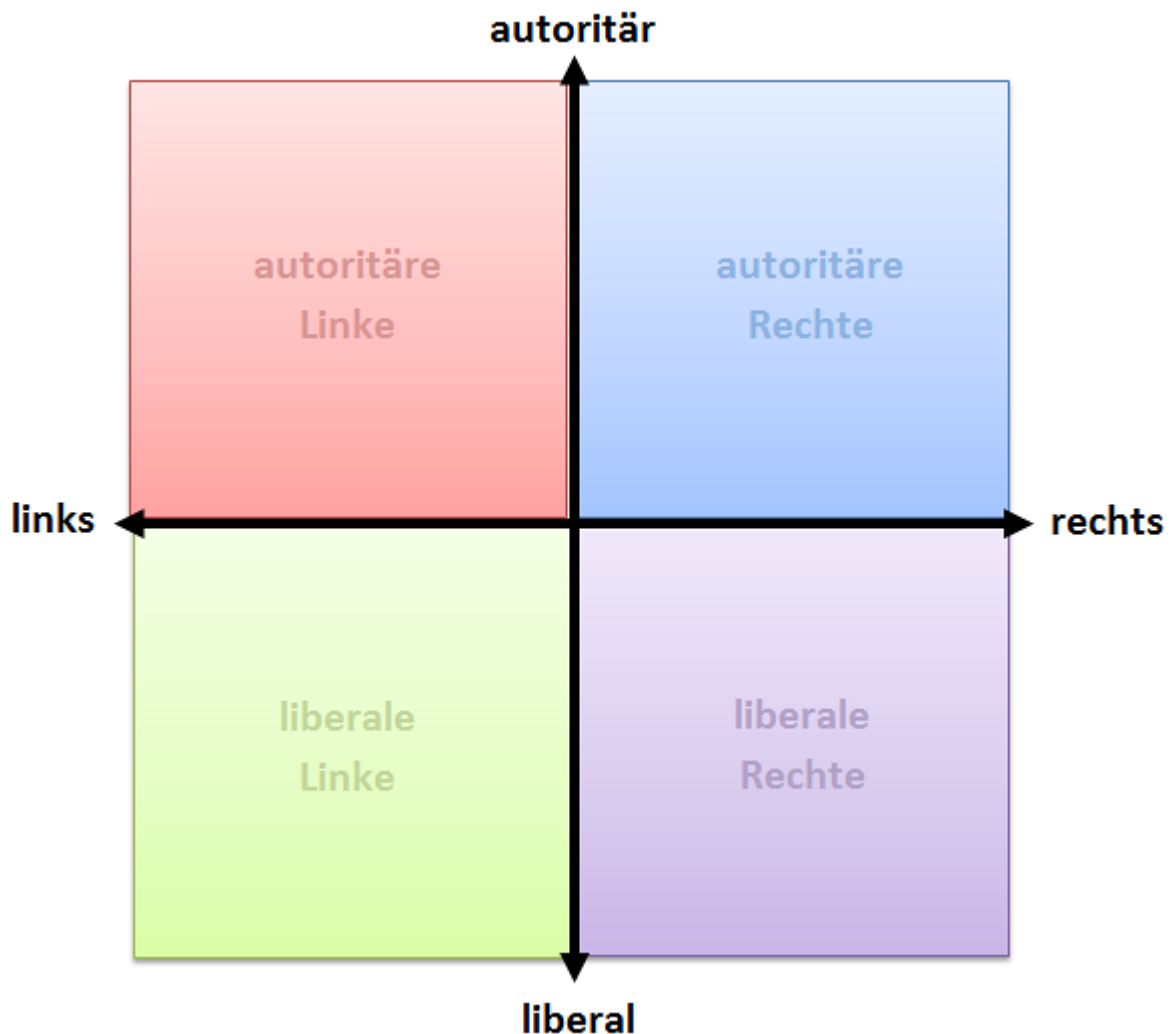 autoritär
autoritäre
Linke
autoritäre
Rechte
links
rechts
liberale
Linke
liberale
Rechte
liberal